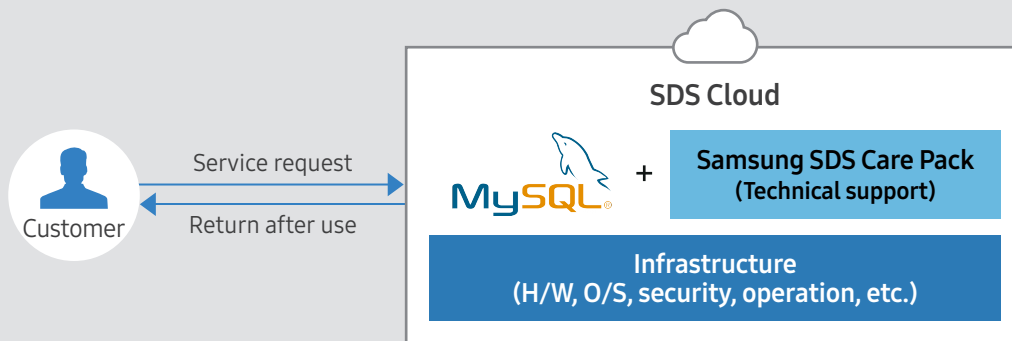 SDS Cloud
Service request
Return after use
Customer
MySQL®
+
Samsung SDS Care Pack
(Technical support)
Infrastructure
(H/W, O/S, security, operation, etc.)